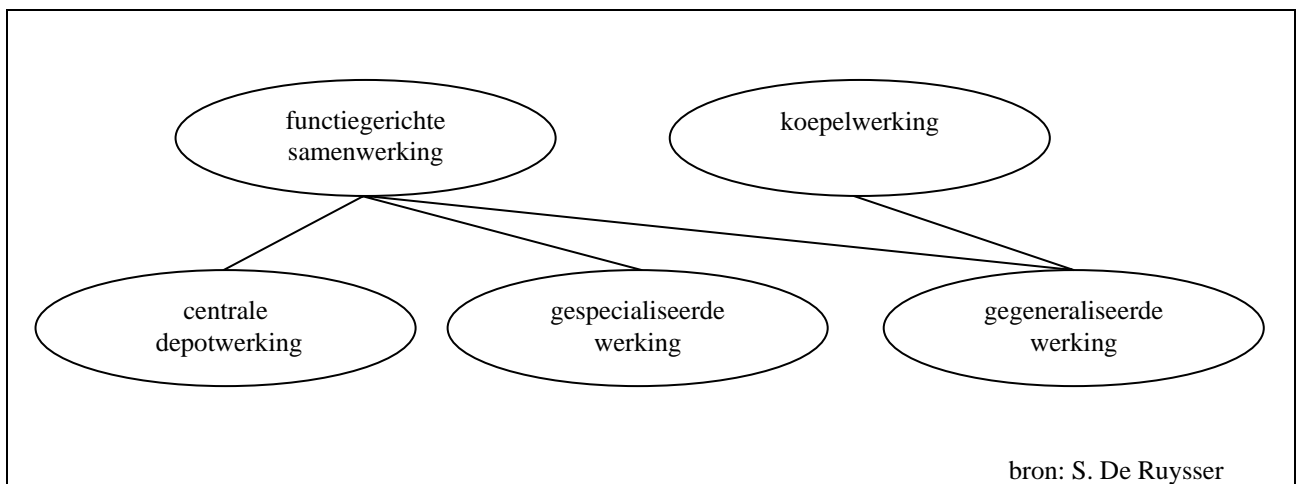 functiegerichte
samenwerking
koepelwerking
centrale
depotwerking
gespecialiseerde
werking
gegeneraliseerde
werking
bron: S. De Ruysser